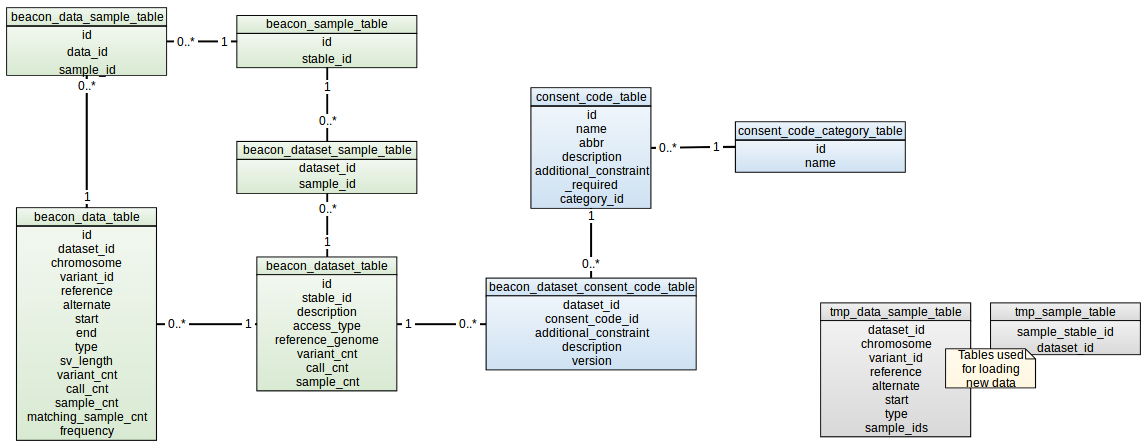 beacon_data_sample_table
id
data_id
sample_id
0..*
1
beacon_sample_table
id
stable_id
0..*
1
1
0..*
beacon_dataset_sample_table
dataset_id
sample_id
0..*
1
beacon_data_table
id
dataset_id
chromosome
variant_id
reference
alternate
start
end
type
sv_length
variant_cnt
call_cnt
sample_cnt
matching_sample_cnt
frequency
0..*
1
beacon_dataset_table
id
stable_id
description
access_type
reference_genome
variant_cnt
call_cnt
sample_cnt
1
0..*
consent_code_table
id
name
abbr
description
additional_constraint
_required
category_id
0..*
1
consent_code_category_table
id
name
1
0..*
beacon_dataset_consent_code_table
dataset_id
consent_code_id
additional_constraint
description
version
tmp_data_sample_table
dataset_id
chromosome
variant_id
reference
alternate
start
type
sample_ids
tmp_sample_table
sample_stable_id
dataset_id
Tables used
for loading
new data